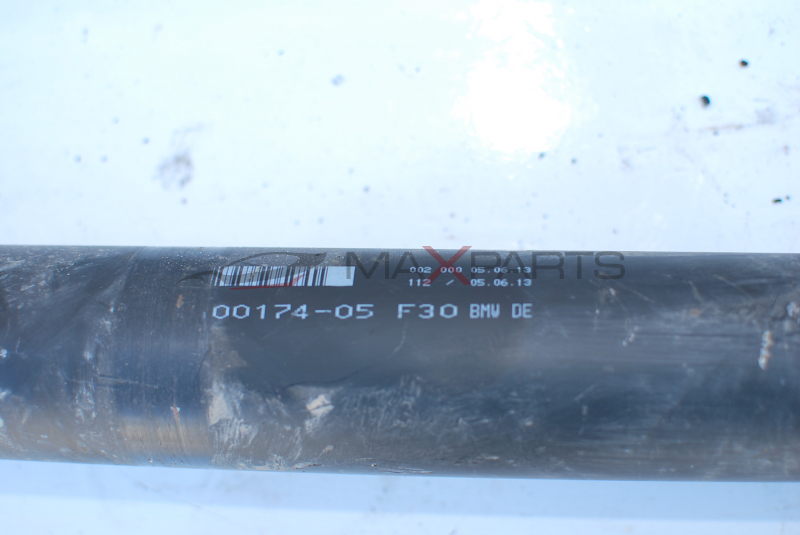 MAXPARTS
002 000 05.06.13
112 / 05.06.13
00174-05 F30 BMW DE